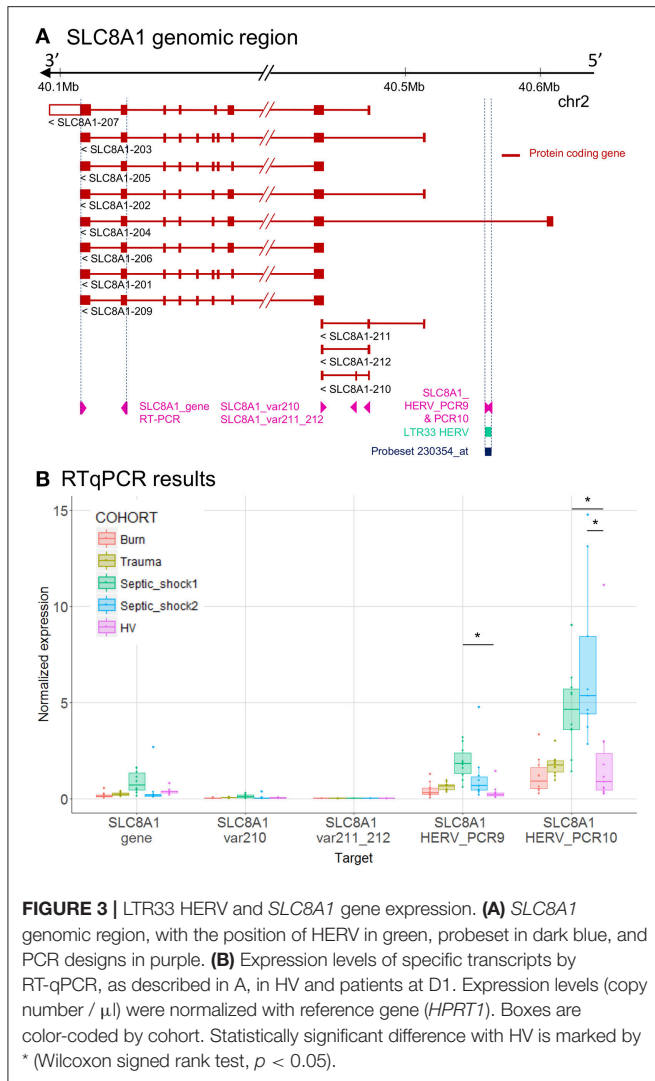 A SLC8A1 genomic region
3' 5'
40.1Mb 40.5Mb 40.6Mb
chr2
< SLC8A1-207
< SLC8A1-203
Protein coding gene
< SLC8A1-205
< SLC8A1-202
< SLC8A1-204
< SLC8A1-206
< SLC8A1-201
< SLC8A1-209
< SLC8A1-211
< SLC8A1-212
< SLC8A1-210
SLC8A1_gene
RT-PCR
SLC8A1_var210
SLC8A1_var211_212
SLC8A1_
HERV_PCR9
& PCR10
LTR33 HERV
Probeset 230354_at
B RTqPCR results
COHORT
Burn
Trauma
Septic_shock1
Septic_shock2
HV
* 
*
*
Normalized expression
15
10
5
0
SLC8A1
gene
SLC8A1
var210
SLC8A1
var211_212
SLC8A1
HERV_PCR9
SLC8A1
HERV_PCR10
Target
FIGURE 3 | LTR33 HERV and SLC8A1 gene expression. (A) SLC8A1
genomic region, with the position of HERV in green, probeset in dark blue, and
PCR designs in purple. (B) Expression levels of specific transcripts by
RT-qPCR, as described in A, in HV and patients at D1. Expression levels (copy
number / μl) were normalized with reference gene (HPRT1). Boxes are
color-coded by cohort. Statistically significant difference with HV is marked by
* (Wilcoxon signed rank test, p < 0.05).